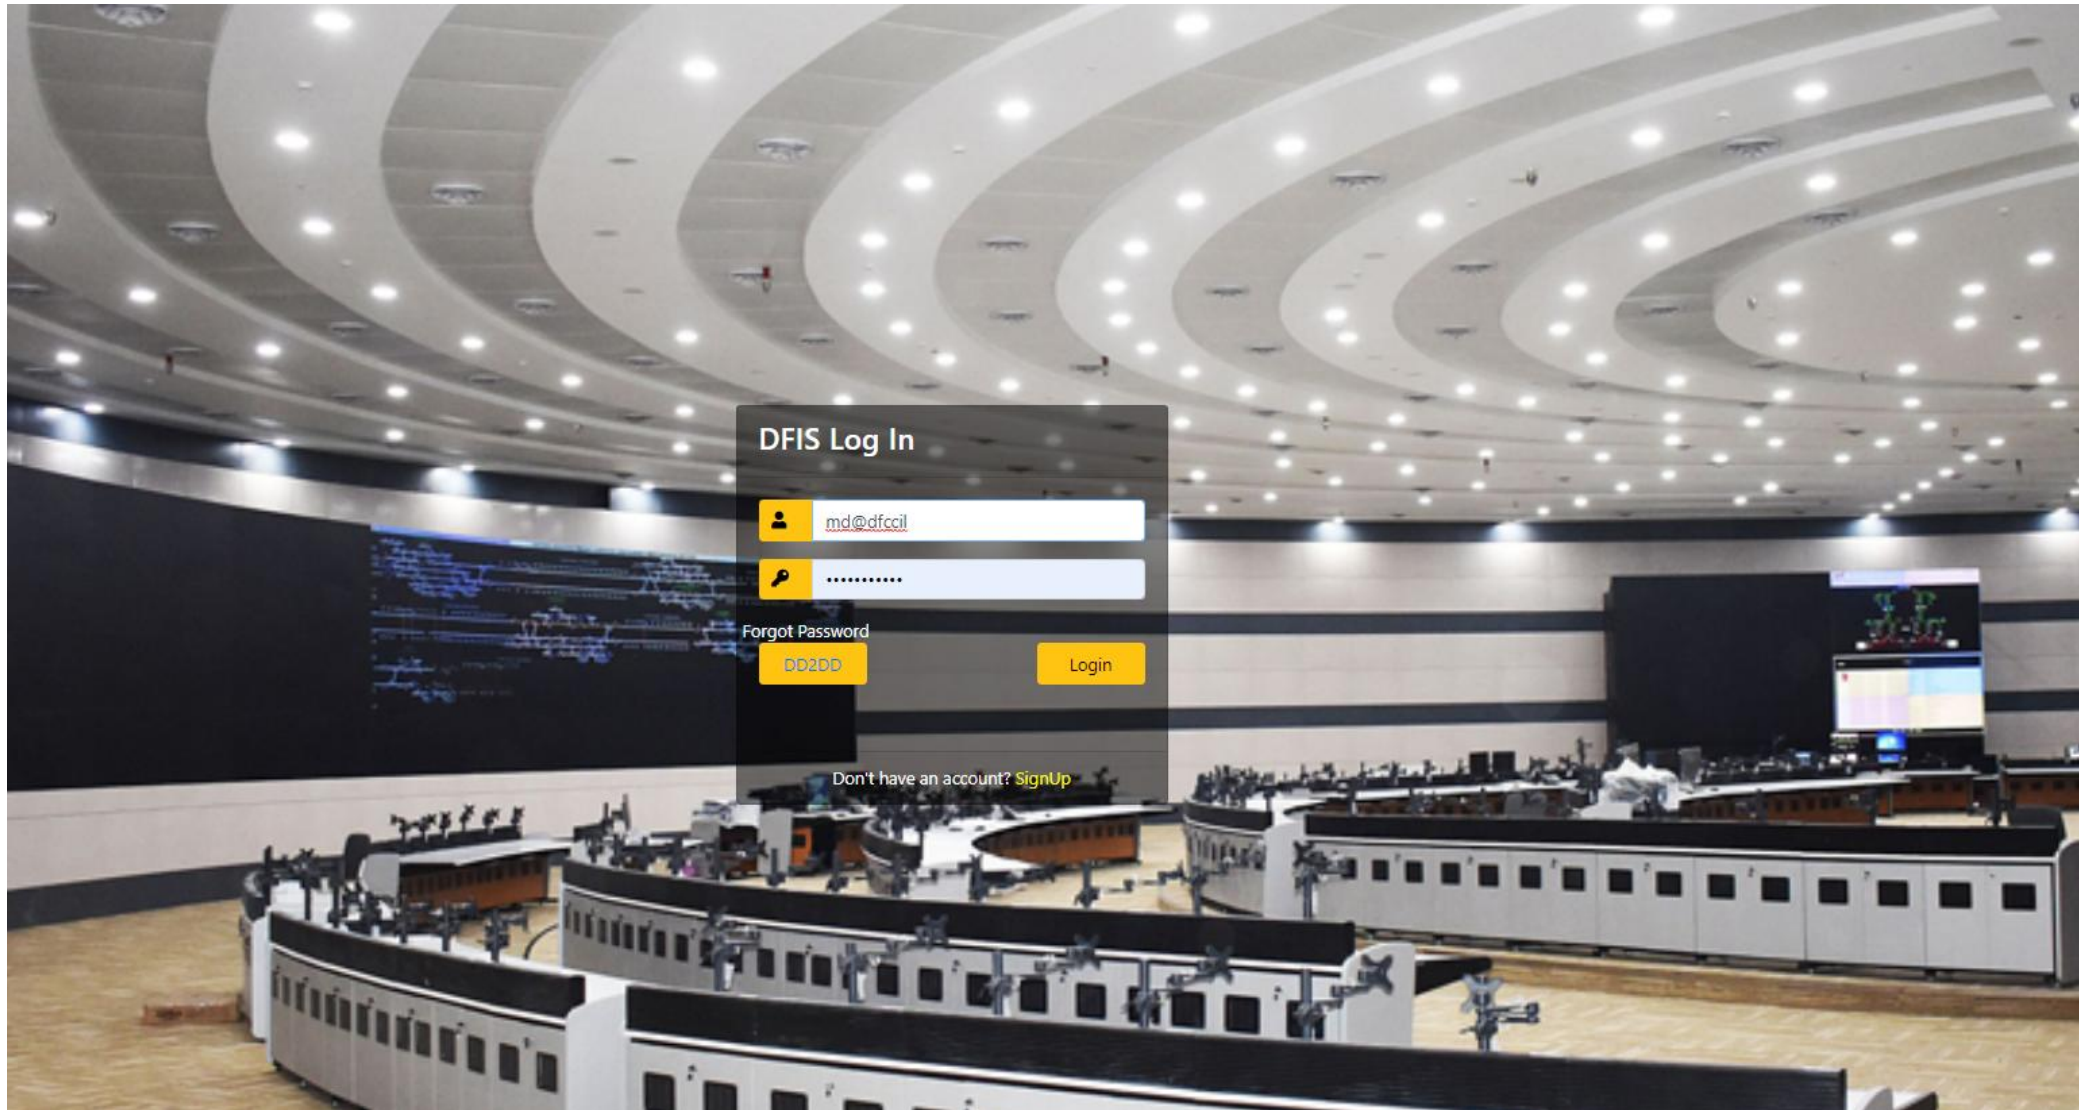 DFIS Log In
md@dfccil
•••••••••••
Forgot Password
DD2DD
Login
Don't have an account? SignUp